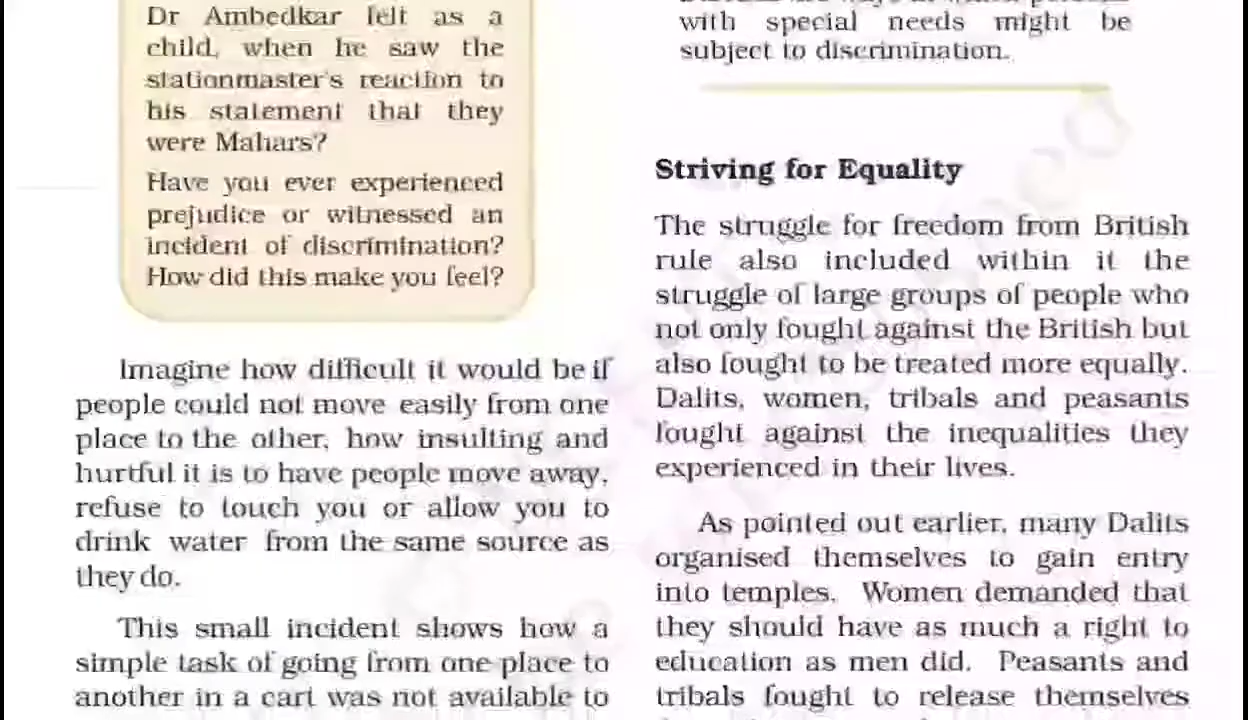 Dr Ambedkar felt as a
child, when he saw the
stationmaster's reaction to
his statement that they
were Mahars?
Have you ever experienced
prejudice or witnessed an
incident of discrimination?
How did this make you feel?
Imagine how difficult it would be if
people could not move easily from one
place to the other, how insulting and
hurtful it is to have people move away,
refuse to touch you or allow you to
drink water from the same source as
they do.
This small incident shows how a
simple task of going from one place to
another in a cart was not available to
with special needs might be
subject to discrimination.
Striving for Equality
The struggle for freedom from British
rule also included within it the
struggle of large groups of people who
not only fought against the British but
also fought to be treated more equally.
Dalits, women, tribals and peasants
fought against the inequalities they
experienced in their lives.
As pointed out earlier, many Dalits
organised themselves to gain entry
into temples. Women demanded that
they should have as much a right to
education as men did. Peasants and
tribals fought to release themselves